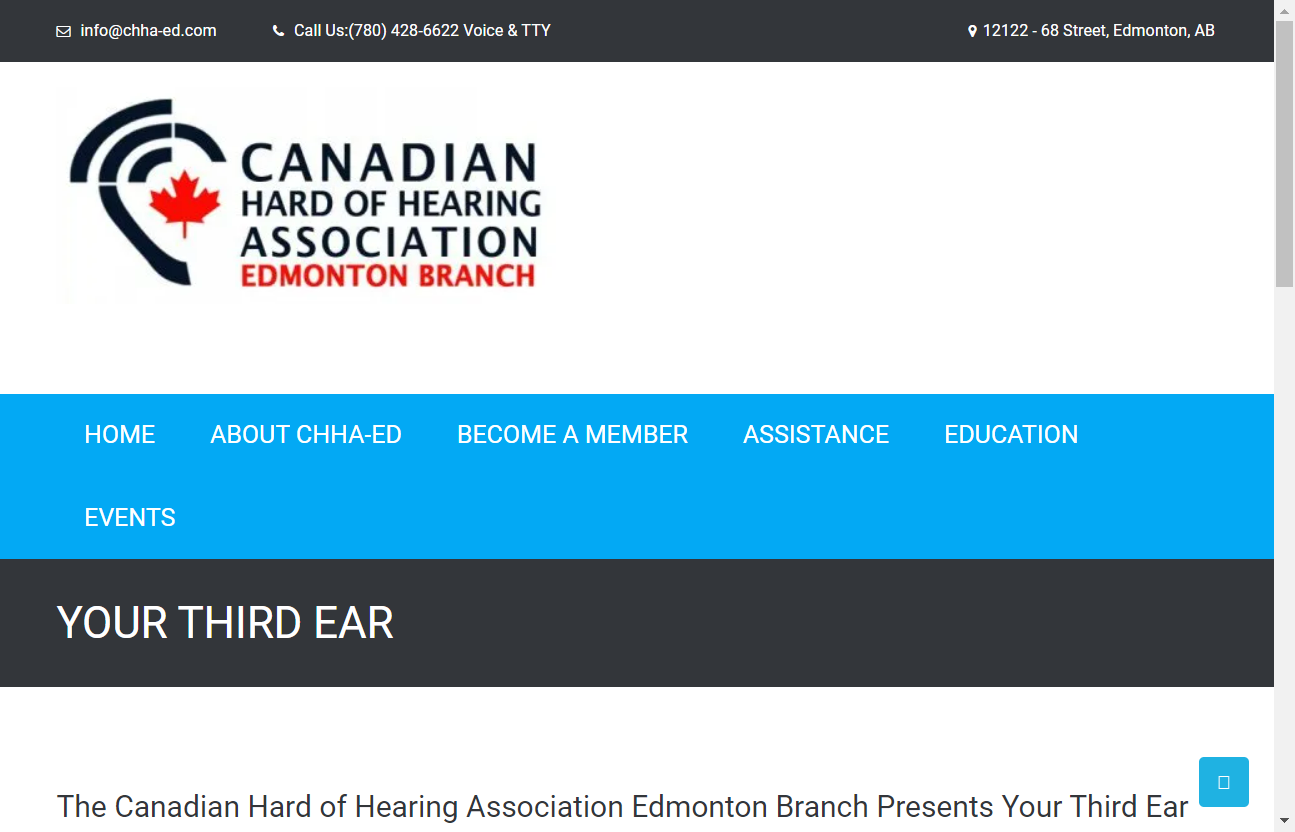 info@chha-ed.com
Call Us:(780) 428-6622 Voice & TTY
12122 - 68 Street, Edmonton, AB
CANADIAN
HARD OF HEARING
ASSOCIATION
EDMONTON BRANCH
HOME ABOUT CHHA-ED BECOME A MEMBER ASSISTANCE EDUCATION
EVENTS
YOUR THIRD EAR
The Canadian Hard of Hearing Association Edmonton Branch Presents Your Third Ear